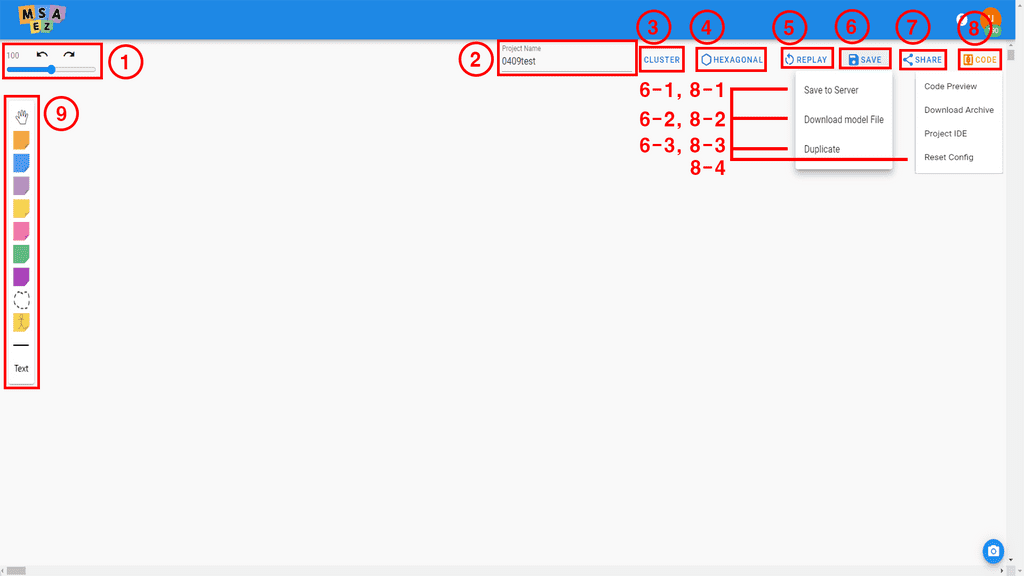 MSA
EZ
100
1
2
Project Name
0409test
3
CLUSTER
4
HEXAGONAL
5
REPLAY
6
SAVE
7
SHARE
8
CODE
6-1, 8-1
6-2, 8-2
6-3, 8-3
8-4
Save to Server
Download model File
Duplicate
Code Preview
Download Archive
Project IDE
Reset Config
9
Text